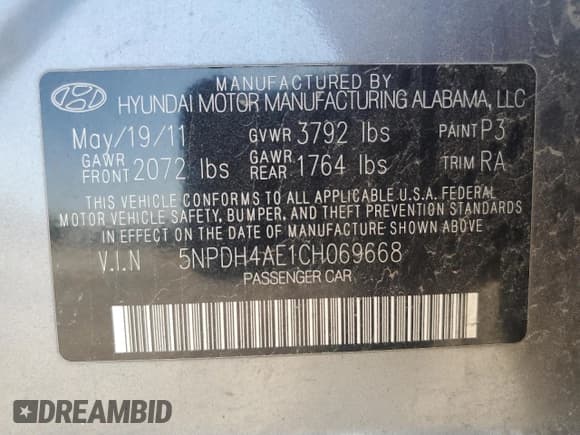 MANUFACTURED BY
HYUNDAI MOTOR MANUFACTURING ALABAMA, LLC
May/19/11 GVWR 3792 lbs PAINT P3
GAWR FRONT 2072 lbs GAWR REAR 1764 lbs TRIM RA
THIS VEHICLE CONFORMS TO ALL APPLICABLE U.S.A. FEDERAL
MOTOR VEHICLE SAFETY, BUMPER, AND THEFT PREVENTION STANDARDS
IN EFFECT ON THE DATE OF MANUFACTURE SHOWN ABOVE
V.I.N 5NPDH4AE1CH069668
PASSENGER CAR
DREAMBID